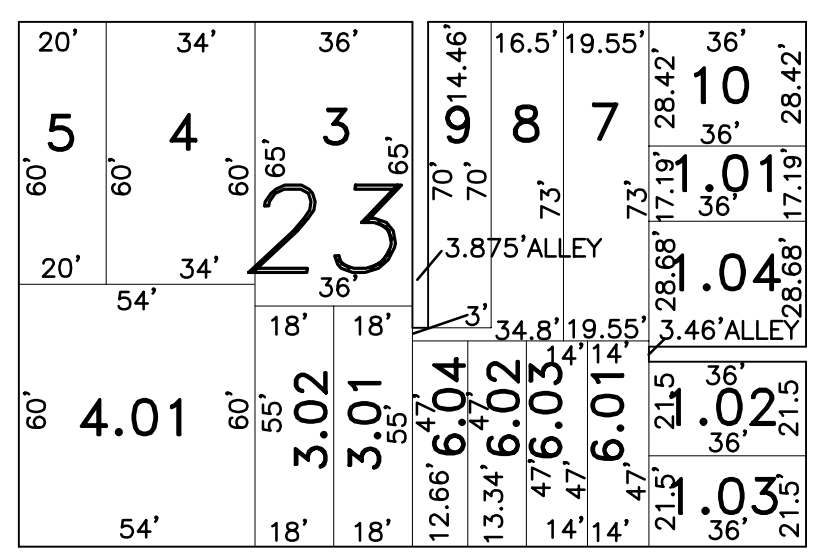 20' 34' 36' 14.46' 16.5' 19.55' 36'
28.42' 10 28.42'
5 4 3 9 8 7
36'
60' 60' 60' 65' 65' 70' 70' 73' 73'
17.19' 1.01 17.19'
36'
23
3.875' ALLEY
28.68' 1.04 28.68'
20' 34' 36'
54' 18' 18' 3' 34.8' 19.55' 3.46' ALLEY
14' 14' 36'
60' 4.01 60' 55' 3.02 3.01 55' 47' 6.04 47' 6.02 6.03 6.01 21.5 1.02 21.5
36'
12.66' 13.34' 47' 47' 47' 21.5' 1.03 21.5'
54' 18' 18' 14' 14' 36'